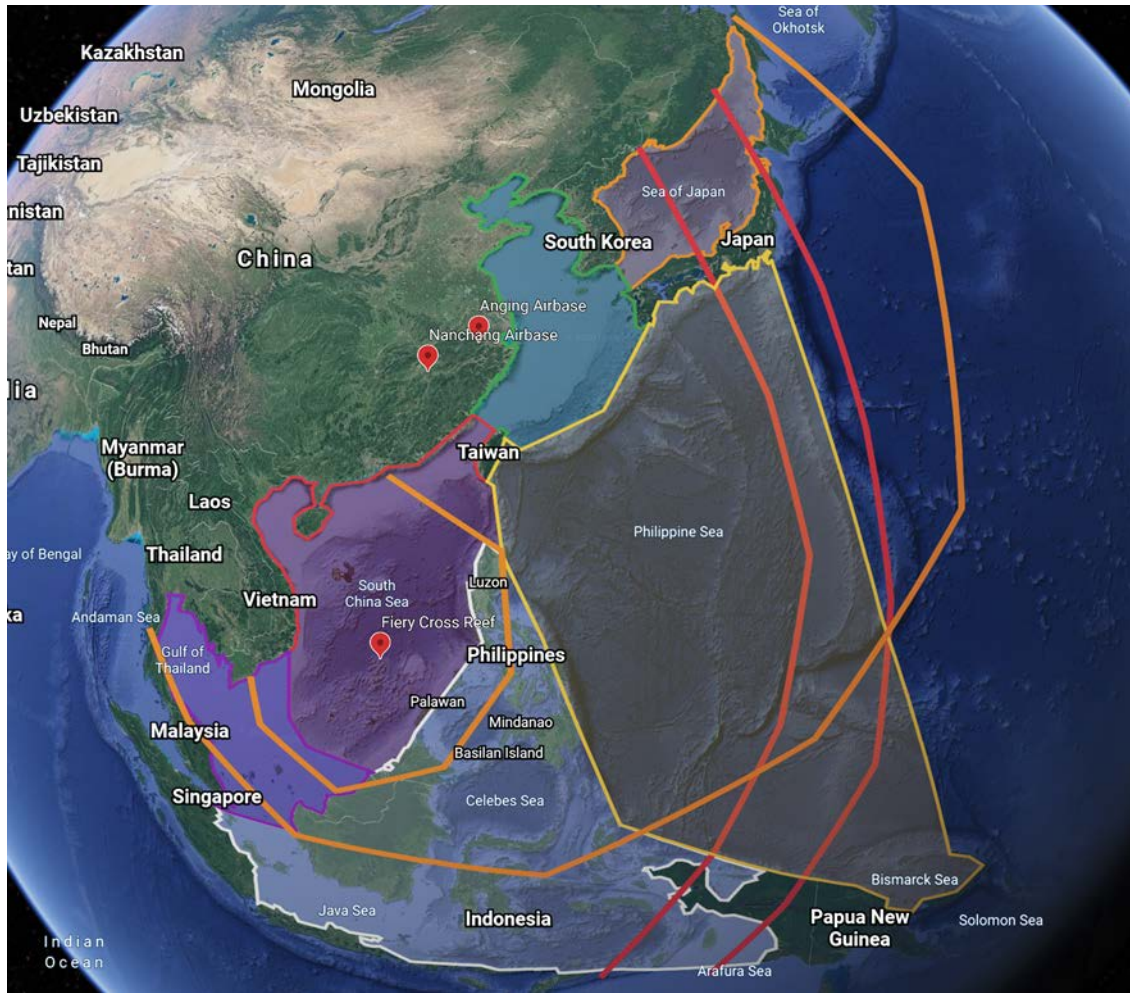 Sea of
Okhotsk
Kazakhstan
Mongolia
Uzbekistan
Tajikistan
Sea of Japan
nistan
South Korea
Japan
China
tan
Anqing Airbase
Nepal
Nanchang Airbase
Bhutan
lia
Myanmar
(Burma)
Taiwan
Laos
Philippine Sea
ay of Bengal
Thailand
Luzon
South
China Sea
Vietnam
ka
Andaman Sea
Fiery Cross Reef
Gulf of
Thailand
Philippines
Palawan
Mindanao
Malaysia
Basilan Island
Singapore
Celebes Sea
Bismarck Sea
Java Sea
Indonesia
Papua New
Guinea
Solomon Sea
Indian
Ocean
Arafura Sea